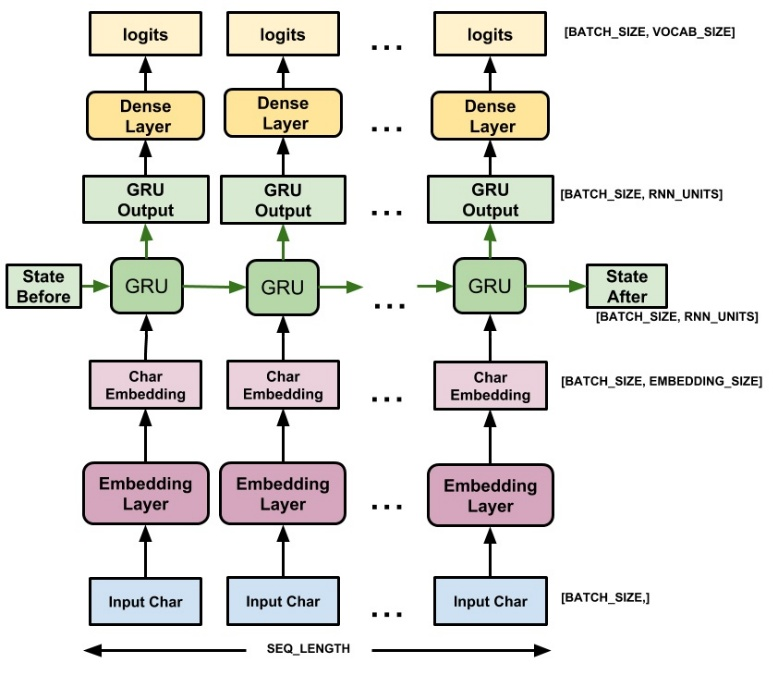 logits
logits
...
logits
[BATCH_SIZE, VOCAB_SIZE]
Dense
Layer
Dense
Layer
...
Dense
Layer
GRU
Output
GRU
Output
...
GRU
Output
[BATCH_SIZE, RNN_UNITS]
State
Before
GRU
GRU
...
GRU
State
After
[BATCH_SIZE, RNN_UNITS]
Char
Embedding
Char
Embedding
...
Char
Embedding
[BATCH_SIZE, EMBEDDING_SIZE]
Embedding
Layer
Embedding
Layer
...
Embedding
Layer
Input Char
Input Char
...
Input Char
[BATCH_SIZE,]
SEQ_LENGTH